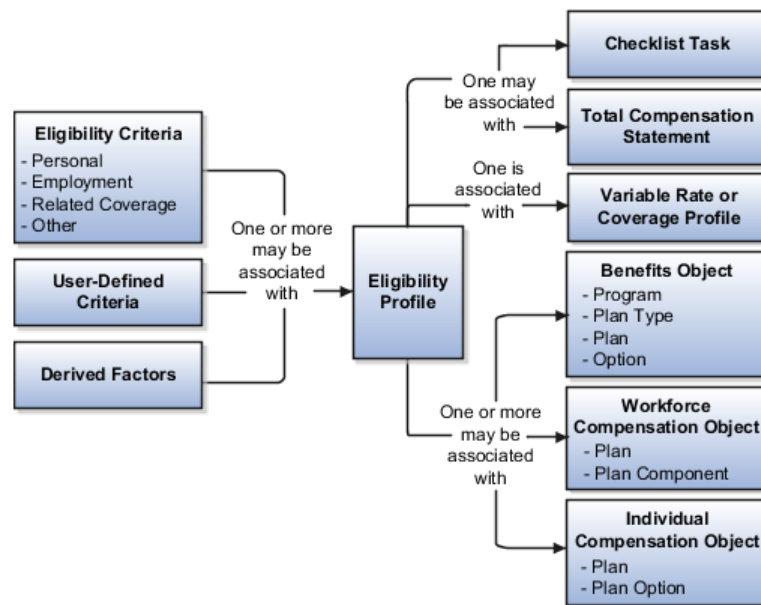 Eligibility Criteria
- Personal
- Employment
- Related Coverage
- Other
User-Defined
Criteria
Derived Factors
One or more
may be
associated
with
Eligibility
Profile
One may
be associated
with
Checklist Task
Total Compensation
Statement
One is
associated
with
Variable Rate or
Coverage Profile
One or more
may be
associated
with
Benefits Object
- Program
- Plan Type
- Plan
- Option
Workforce
Compensation Object
- Plan
- Plan Component
Individual
Compensation Object
- Plan
- Plan Option